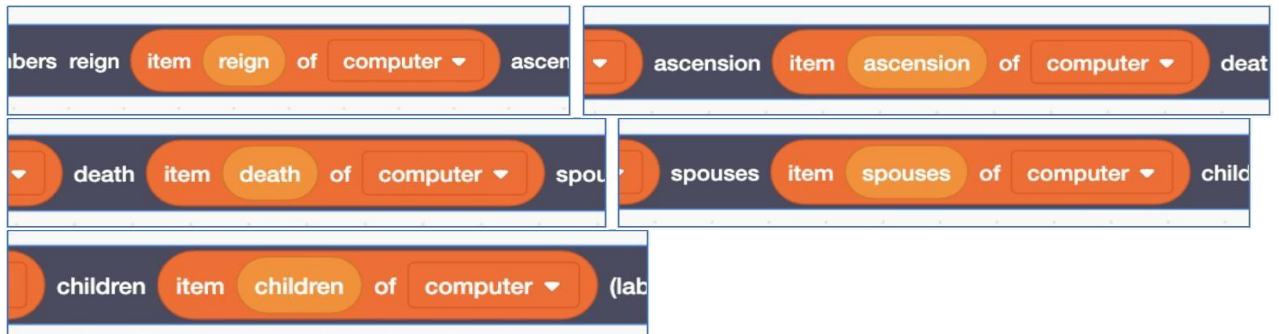 reign item reign of computer
ascension item ascension of computer
death item death of computer
spouses item spouses of computer
children item children of computer